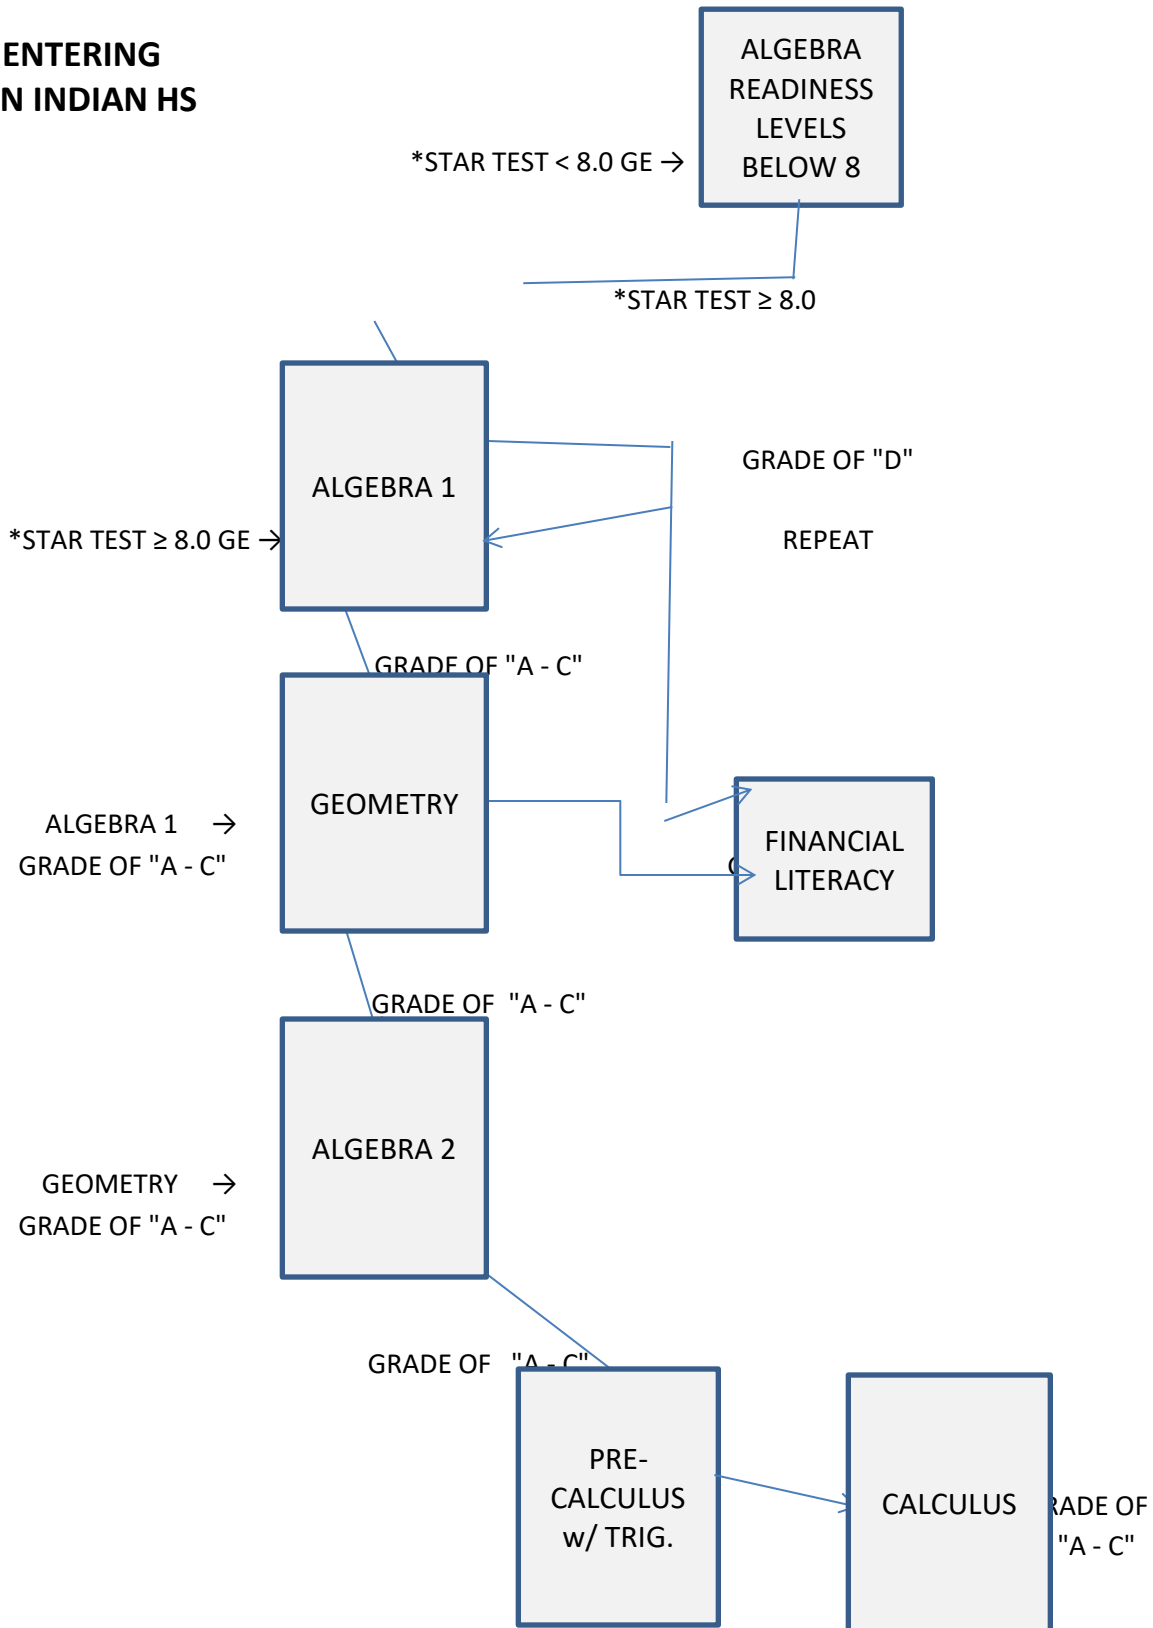 ENTERING
N INDIAN HS
ALGEBRA
READINESS
LEVELS
BELOW 8
*STAR TEST < 8.0 GE →
*STAR TEST ≥ 8.0
ALGEBRA 1
GRADE OF "D"
*STAR TEST ≥ 8.0 GE →
REPEAT
GRADE OF "A - C"
GEOMETRY
ALGEBRA 1 →
GRADE OF "A - C"
FINANCIAL
LITERACY
GRADE OF "A - C"
ALGEBRA 2
GEOMETRY →
GRADE OF "A - C"
GRADE OF "A - C"
PRE-
CALCULUS
w/ TRIG.
CALCULUS
RADE OF
"A - C"